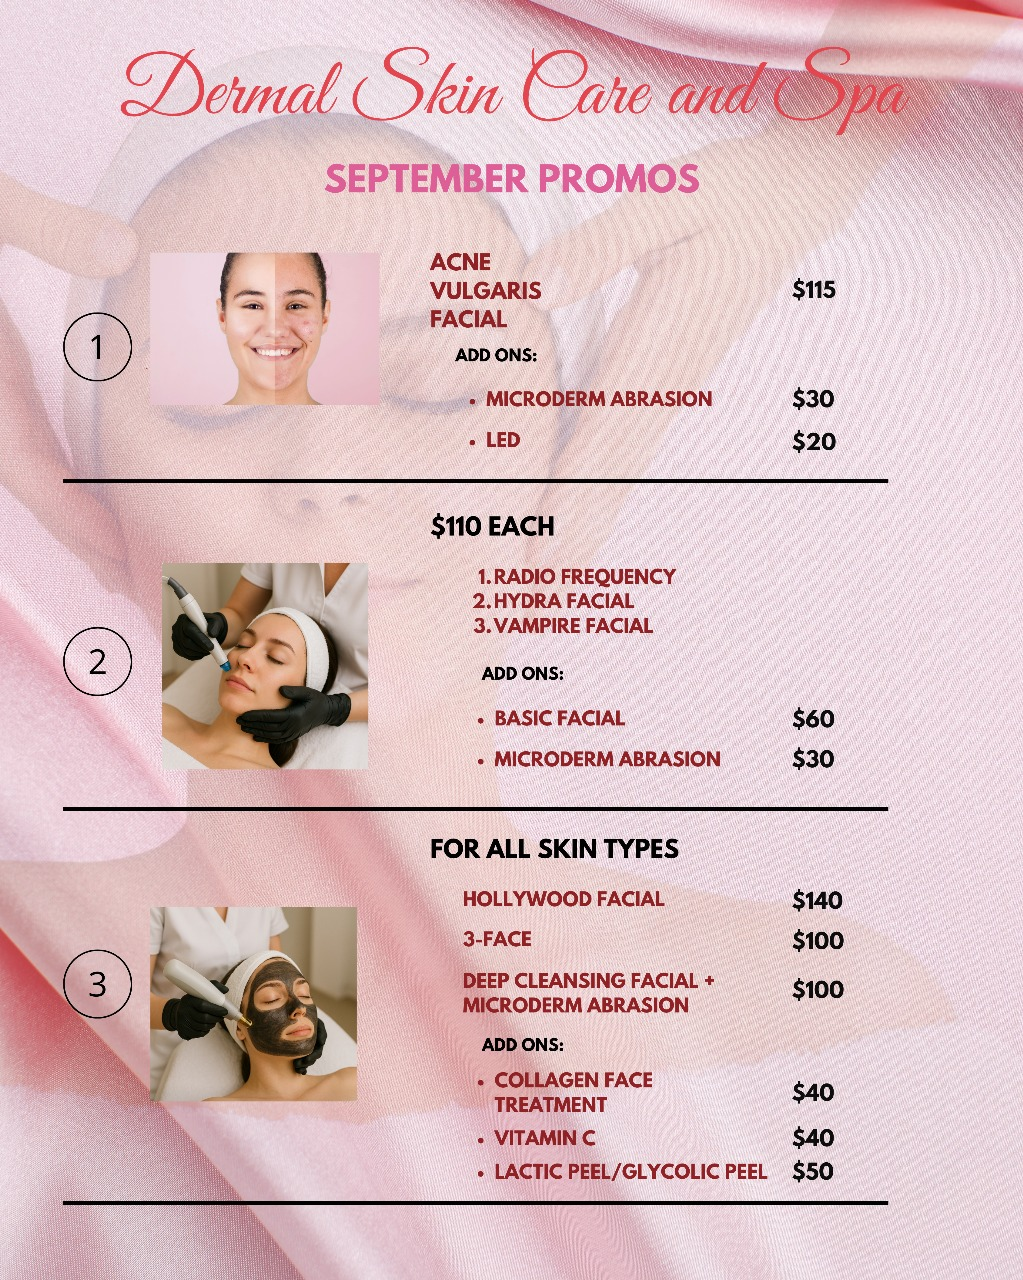 Dermal Skin Care and Spa
SEPTEMBER PROMOS
1
ACNE
VULGARIS
FACIAL
$115
ADD ONS:
• MICRODERM ABRASION $30
• LED $20
2
$110 EACH
1. RADIO FREQUENCY
2. HYDRA FACIAL
3. VAMPIRE FACIAL
ADD ONS:
• BASIC FACIAL $60
• MICRODERM ABRASION $30
3
FOR ALL SKIN TYPES
HOLLYWOOD FACIAL $140
3-FACE $100
DEEP CLEANSING FACIAL +
MICRODERM ABRASION
$100
ADD ONS:
• COLLAGEN FACE
TREATMENT
$40
• VITAMIN C $40
• LACTIC PEEL/GLYCOLIC PEEL $50